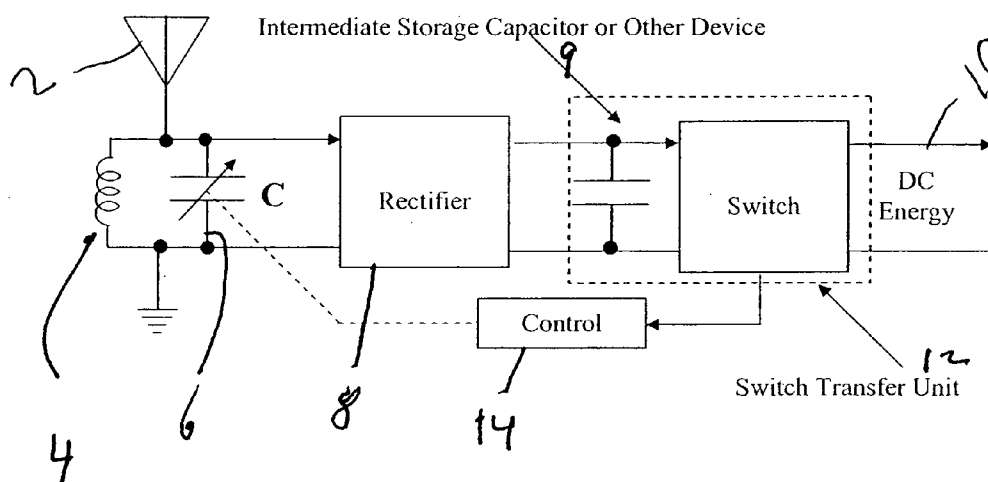 Intermediate Storage Capacitor or Other Device
2
9
C
Rectifier
Switch
DC
Energy
Control
4
6
8
14
12
Switch Transfer Unit